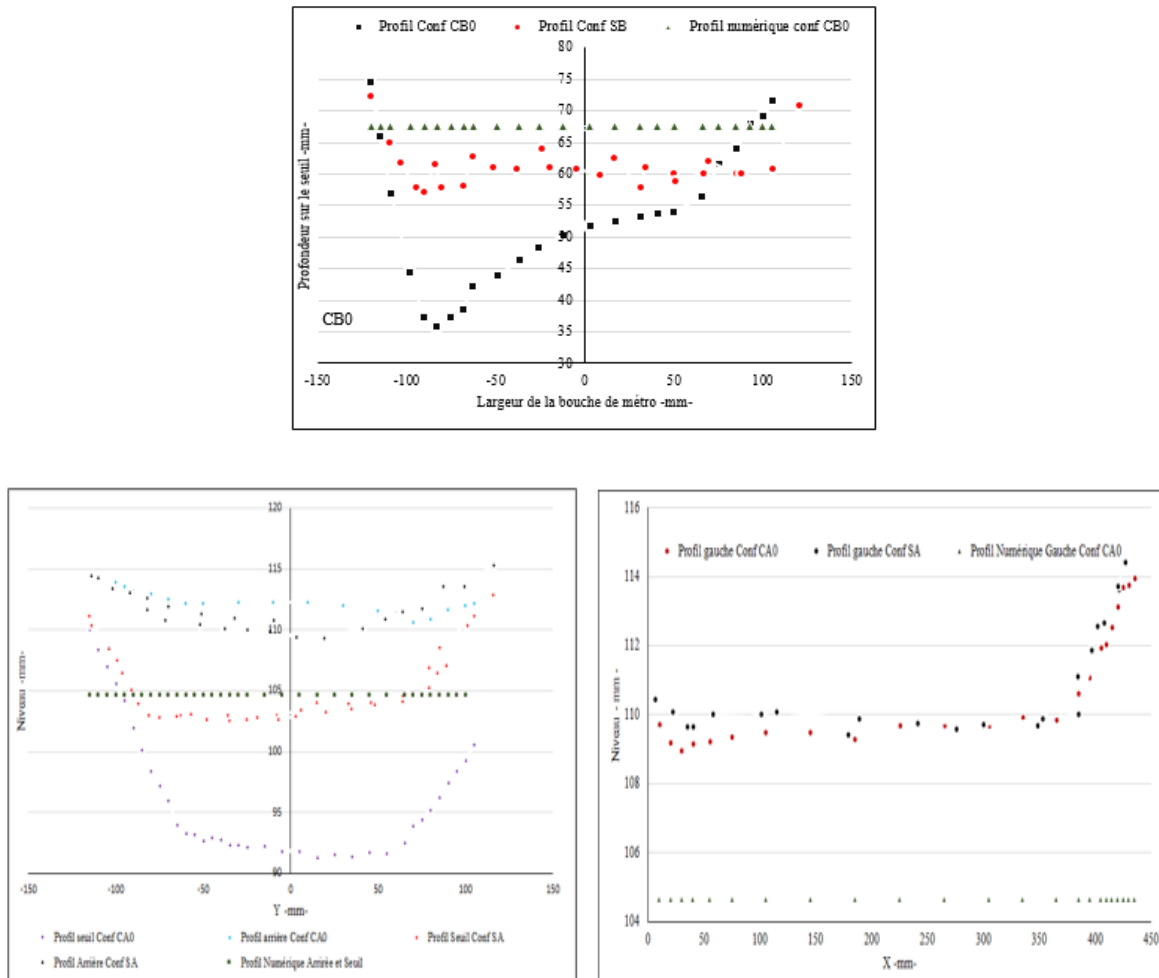 Profil Conf CB0 Profil Conf SB Profil numérique conf CB0
80
75
70
65
60
55
50
45
40
35
30
Profondeur sur le seuil -mm-
CB0
-150 -100 -50 0 50 100 150
Largeur de la bouche de métro -mm-
120
115
110
105
100
95
90
Niveau -mm-
-150 -100 -50 0 50 100 150
Y -mm-
Profil seuil Conf CA0 Profil arrière Conf CA0 Profil Seuil Conf SA
Profil Arrière Conf SA Profil Numérique Arrirée et Seuil
116
114
112
110
108
106
104
Niveau - mm -
Profil gauche Conf CA0 Profil gauche Conf SA Profil Numérique Gauche Conf CA0
0 50 100 150 200 250 300 350 400 450
X -mm-